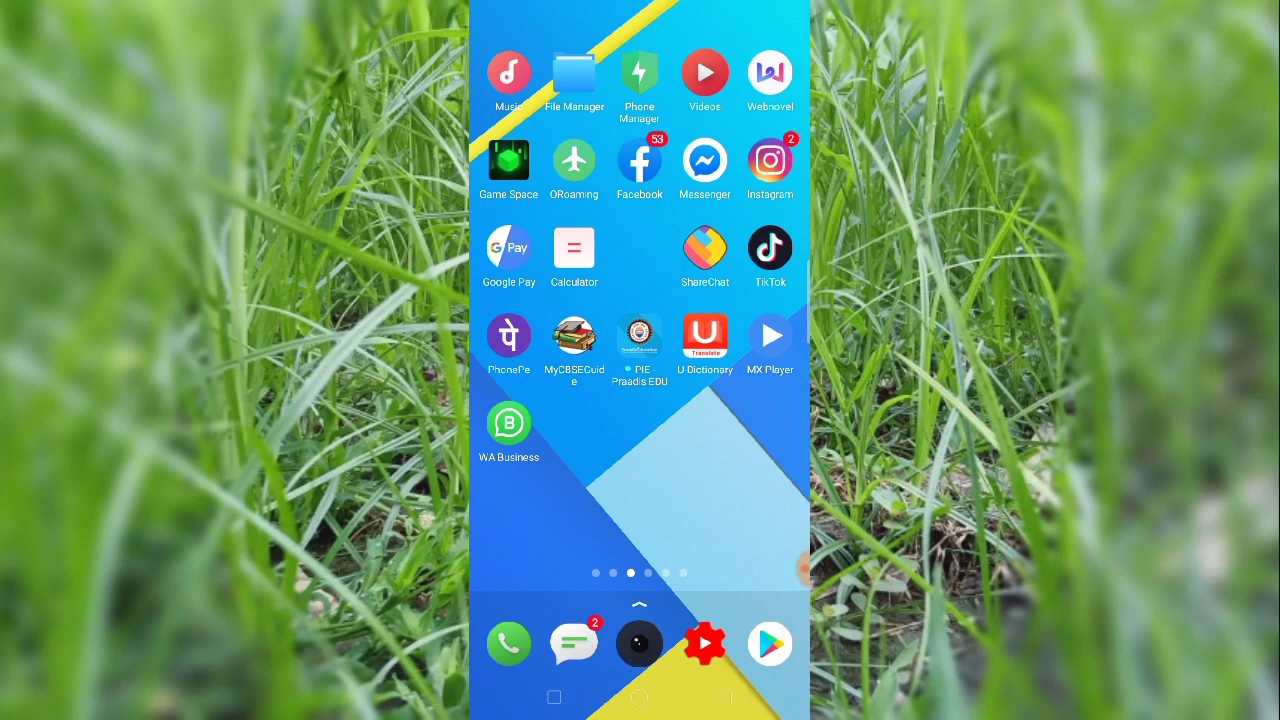 Music
File Manager
Phone
Manager
Videos
Webnovel
53
2
Game Space
ORoaming
Facebook
Messenger
Instagram
G Pay
=
Google Pay
Calculator
ShareChat
TikTok
पे
U
Translate
PhonePe
MyCBSEGuid
e
PIE -
Praadis EDU
U Dictionary
MX Player
B
WA Business
2